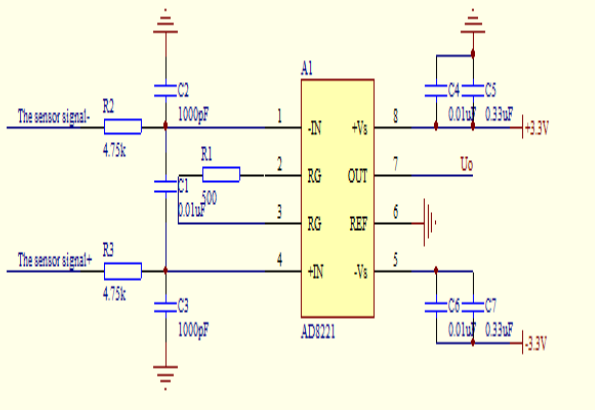 A1
C2
1000pF
C4
0.01uF
C5
0.33uF
The sensor signal-
R2
4.75k
1
-IN
+Vs
8
+3.3V
R1
500
2
RG
OUT
7
Uo
C1
0.01uF
3
RG
REF
6
The sensor signal+
R3
4.75k
4
+IN
-Vs
5
C3
1000pF
AD8221
C6
0.01uF
C7
0.33uF
-3.3V